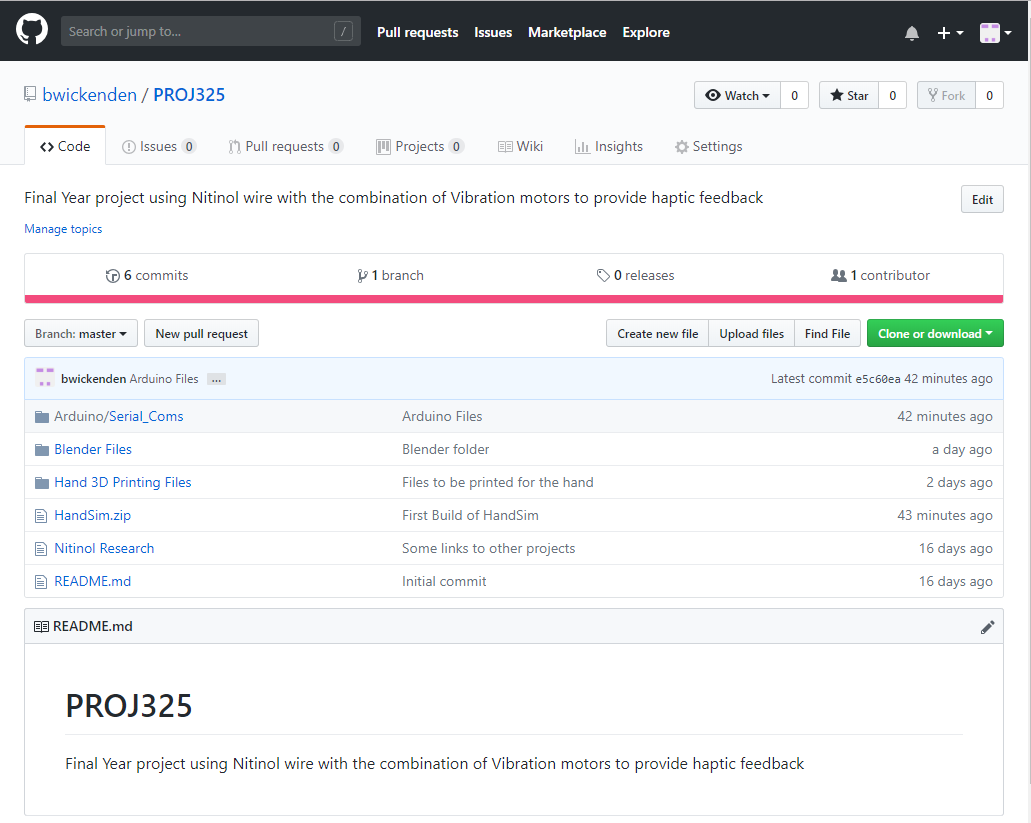 Search or jump to... / Pull requests Issues Marketplace Explore
bwickenden / PROJ325 Watch 0 Star 0 Fork 0
Code Issues 0 Pull requests 0 Projects 0 Wiki Insights Settings
Final Year project using Nitinol wire with the combination of Vibration motors to provide haptic feedback Edit
Manage topics
6 commits 1 branch 0 releases 1 contributor
Branch: master New pull request Create new file Upload files Find File Clone or download
bwickenden Arduino Files ... Latest commit e5c60ea 42 minutes ago
Arduino/Serial_Coms Arduino Files 42 minutes ago
Blender Files Blender folder a day ago
Hand 3D Printing Files Files to be printed for the hand 2 days ago
HandSim.zip First Build of HandSim 43 minutes ago
Nitinol Research Some links to other projects 16 days ago
README.md Initial commit 16 days ago
README.md
PROJ325
Final Year project using Nitinol wire with the combination of Vibration motors to provide haptic feedback